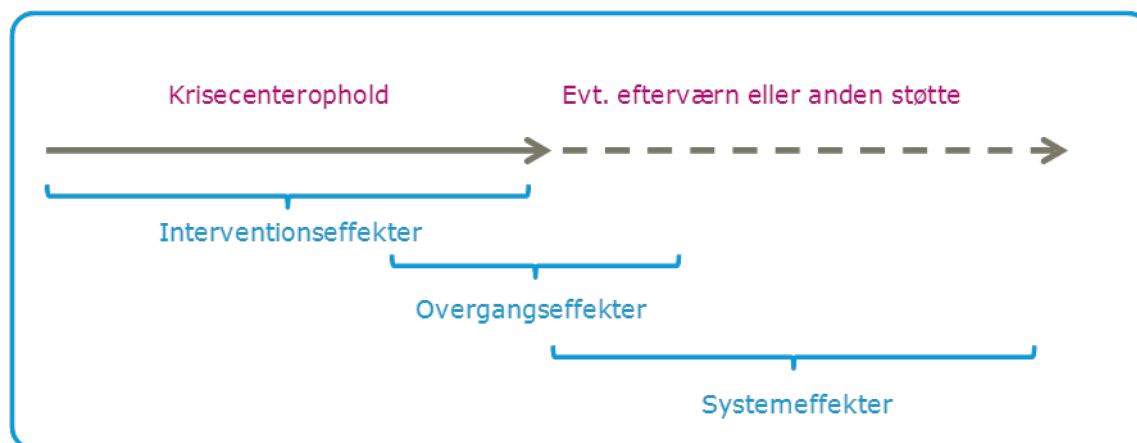 Krisecenterophold
Evt. efterværn eller anden støtte
Interventionseffekter
Overgangseffekter
Systemeffekter